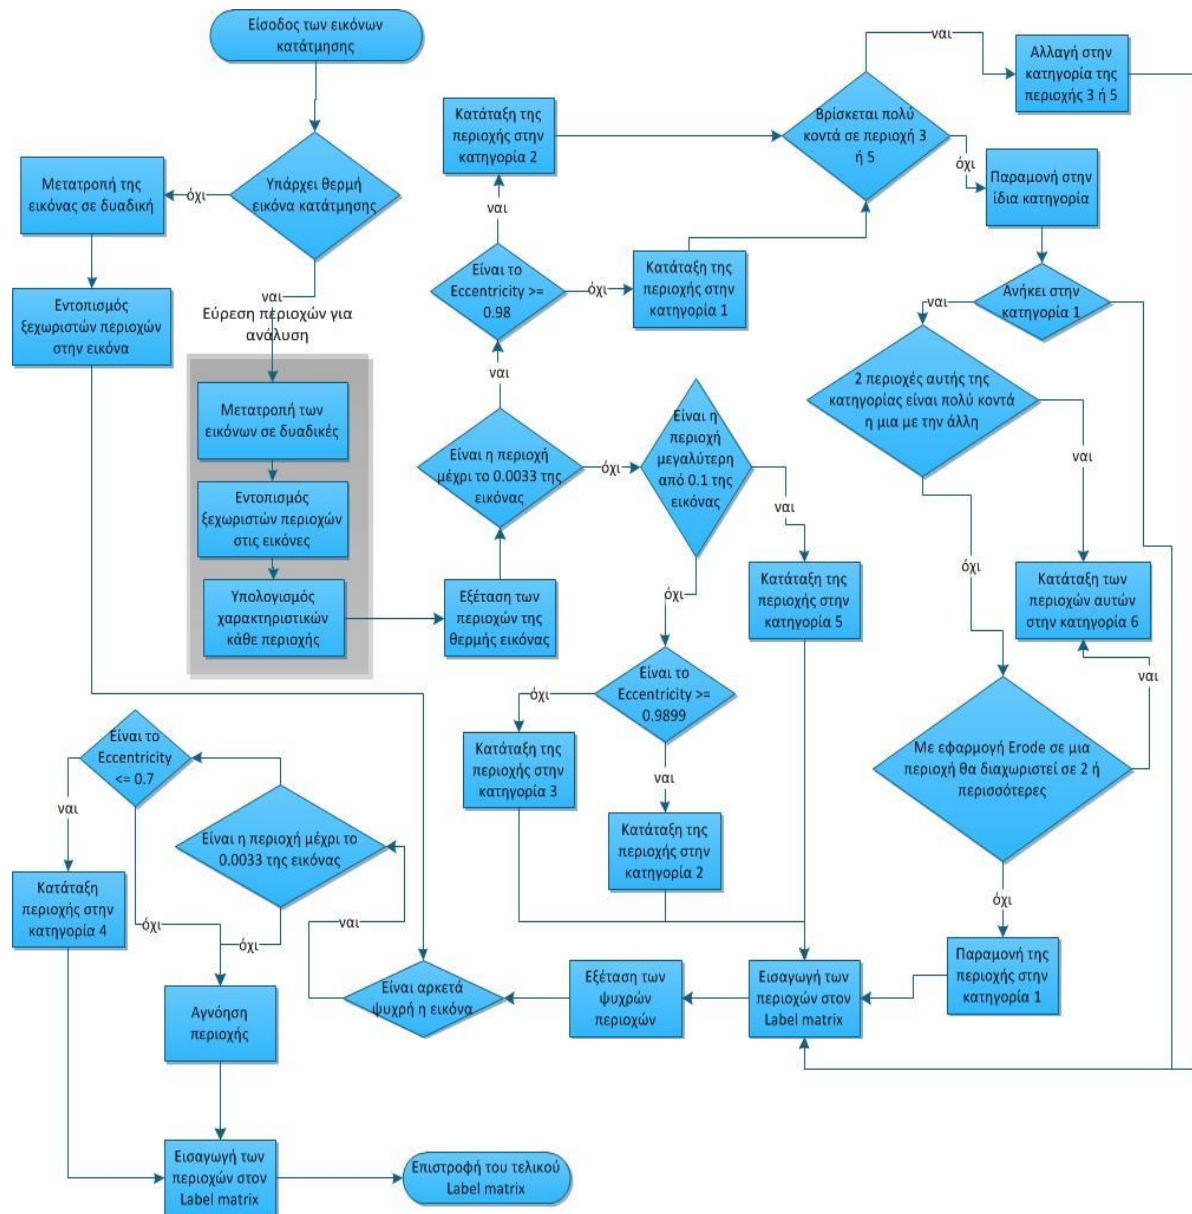 Είσοδος των εικόνων
κατάτμησης
Υπάρχει θερμή
εικόνα κατάτμησης
όχι
Μετατροπή της
εικόνας σε δυαδική
Εντοπισμός
ξεχωριστών περιοχών
στην εικόνα
ναι
Εύρεση περιοχών για
ανάλυση
Μετατροπή των
εικόνων σε δυαδικές
Εντοπισμός
ξεχωριστών περιοχών
στις εικόνες
Υπολογισμός
χαρακτηριστικών
κάθε περιοχής
Εξέταση των
περιοχών της
θερμής εικόνας
Είναι η περιοχή
μέχρι το 0.0033 της
εικόνας
ναι
Είναι το
Eccentricity >=
0.98
ναι
Κατάταξη της
περιοχής στην
κατηγορία 2
όχι
Κατάταξη της
περιοχής στην
κατηγορία 1
Βρίσκεται πολύ
κοντά σε περιοχή 3
ή 5
ναι
Αλλαγή στην
κατηγορία της
περιοχής 3 ή 5
όχι
Παραμονή στην
ίδια κατηγορία
Ανήκει στην
κατηγορία 1
ναι
2 περιοχές αυτής της
κατηγορίας είναι πολύ κοντά
η μια με την άλλη
ναι
Κατάταξη των
περιοχών αυτών
στην κατηγορία 6
όχι
Με εφαρμογή Erode σε μια
περιοχή θα διαχωριστεί σε 2 ή
περισσότερες
ναι
όχι
Παραμονή της
περιοχής στην
κατηγορία 1
όχι
Είναι η
περιοχή
μεγαλύτερη
από 0.1 της
εικόνας
ναι
Κατάταξη της
περιοχής στην
κατηγορία 5
όχι
Είναι το
Eccentricity >=
0.9899
όχι
Κατάταξη της
περιοχής στην
κατηγορία 3
ναι
Κατάταξη της
περιοχής στην
κατηγορία 2
Εισαγωγή των
περιοχών στον
Label matrix
Εξέταση των
ψυχρών
περιοχών
Είναι αρκετά
ψυχρή η εικόνα
ναι
Είναι η περιοχή μέχρι το
0.0033 της εικόνας
όχι
Είναι το
Eccentricity
<= 0.7
ναι
Κατάταξη
περιοχής στην
κατηγορία 4
όχι
Αγνόηση
περιοχής
Εισαγωγή των
περιοχών στον
Label matrix
Επιστροφή του τελικού
Label matrix